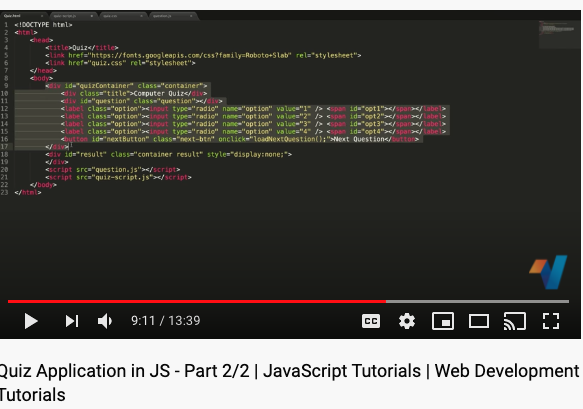 Quiz.html
quiz-script.js
quiz.css
question.js
1 <!DOCTYPE html>
2 <html>
3 <head>
4 <title>Quiz</title>
5 <link href="https://fonts.googleapis.com/css?family=Roboto+Slab" rel="stylesheet">
6 <link href="quiz.css" rel="stylesheet">
7 </head>
8 <body>
9 <div id="quizContainer" class="container">
10 <div class="title">Computer Quiz</div>
11 <div id="question" class="question"></div>
12 <label class="option"><input type="radio" name="option" value="1" /> <span id="opt1"></span></label>
13 <label class="option"><input type="radio" name="option" value="2" /> <span id="opt2"></span></label>
14 <label class="option"><input type="radio" name="option" value="3" /> <span id="opt3"></span></label>
15 <label class="option"><input type="radio" name="option" value="4" /> <span id="opt4"></span></label>
16 <button id="nextButton" class="next-btn" onclick="loadNextQuestion();">Next Question</button>
17 </div>
18 <div id="result" class="container result" style="display:none;">
19 </div>
20 <script src="question.js"></script>
21 <script src="quiz-script.js"></script>
22 </body>
23 </html>
9:11 / 13:39
CC
Quiz Application in JS - Part 2/2 | JavaScript Tutorials | Web Development
Tutorials